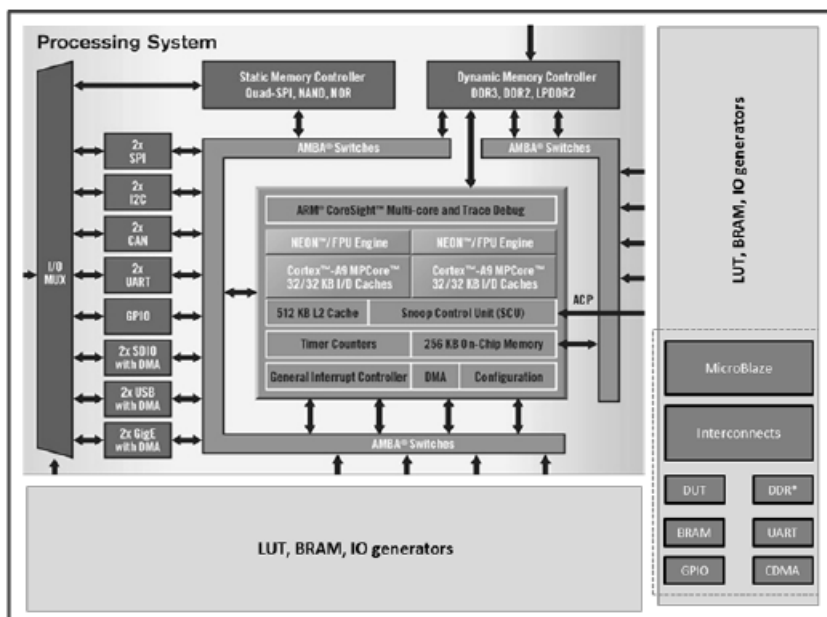 Processing System
Static Memory Controller
Quad-SPI, NAND, NOR
Dynamic Memory Controller
DDR3, DDR2, LPDDR2
AMBA® Switches
AMBA® Switches
2x
SPI
2x
I2C
2x
CAN
2x
UART
GPIO
2x SDIO
with DMA
2x USB
with DMA
2x GigE
with DMA
I/O
MUX
ARM® CoreSight™ Multi-core and Trace Debug
NEON™/FPU Engine
NEON™/FPU Engine
Cortex™-A9 MPCore™
32/32 KB I/D Caches
Cortex™-A9 MPCore™
32/32 KB I/D Caches
512 KB L2 Cache
Snoop Control Unit (SCU)
Timer Counters
256 KB On-Chip Memory
General Interrupt Controller
DMA
Configuration
ACP
AMBA® Switches
LUT, BRAM, IO generators
LUT, BRAM, IO generators
MicroBlaze
Interconnects
DUT
DDR*
BRAM
UART
GPIO
CDMA